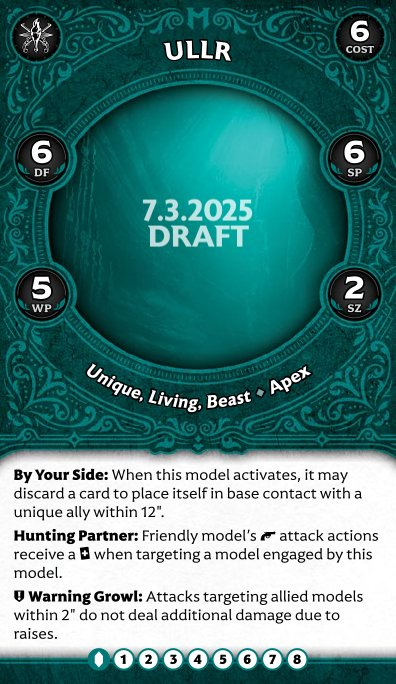 M
ULLR
6
COST
6
DF
6
SP
7.3.2025
DRAFT
5
WP
2
SZ
Unique, Living, Beast ◆ Apex
By Your Side: When this model activates, it may
discard a card to place itself in base contact with a
unique ally within 12".
Hunting Partner: Friendly model's attack actions
receive a when targeting a model engaged by this
model.
Warning Growl: Attacks targeting allied models
within 2" do not deal additional damage due to
raises.
1 2 3 4 5 6 7 8